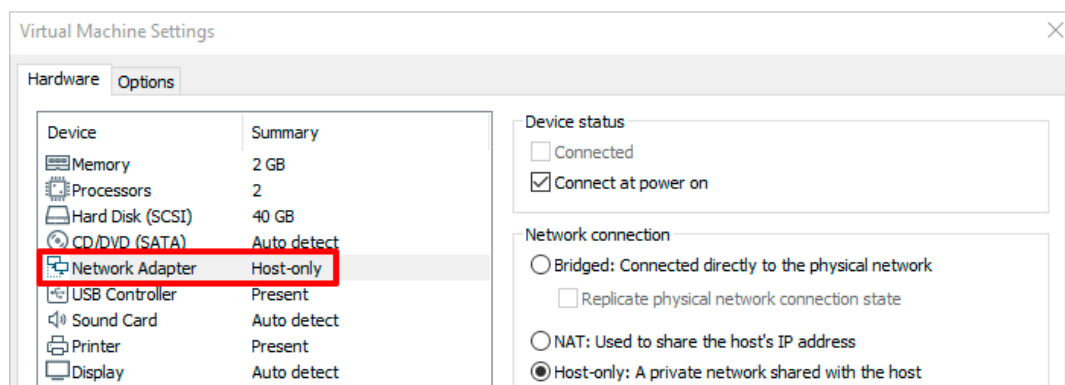 Virtual Machine Settings
Hardware Options
Device Summary
Memory 2 GB
Processors 2
Hard Disk (SCSI) 40 GB
CD/DVD (SATA) Auto detect
Network Adapter Host-only
USB Controller Present
Sound Card Auto detect
Printer Present
Display Auto detect
Device status
Connected
Connect at power on
Network connection
Bridged: Connected directly to the physical network
Replicate physical network connection state
NAT: Used to share the host's IP address
Host-only: A private network shared with the host